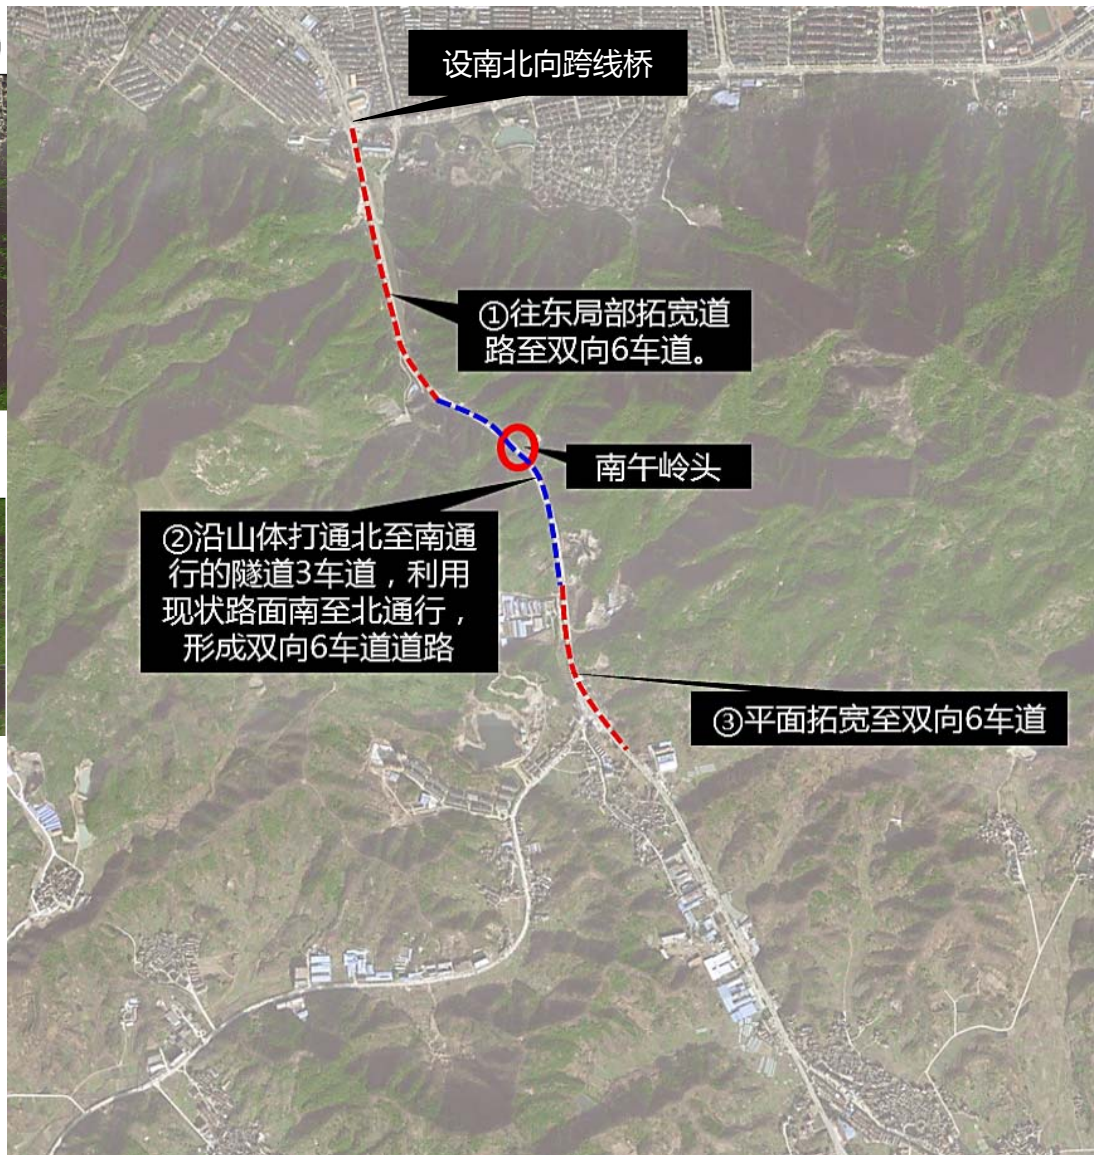 设南北向跨线桥
①往东局部拓宽道
路至双向6车道。
南午岭头
②沿山体打通北至南通
行的隧道3车道，利用
现状路面南至北通行，
形成双向6车道道路
③平面拓宽至双向6车道